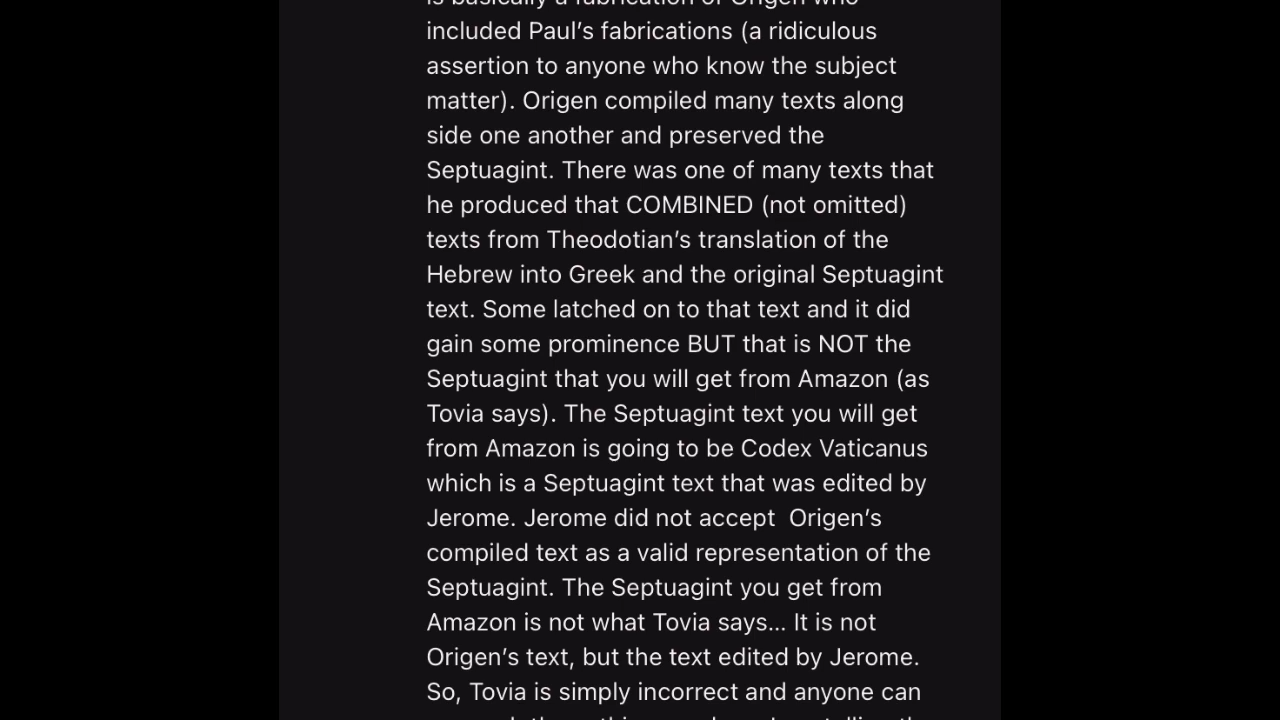 is basically a fabrication of Origen who
included Paul’s fabrications (a ridiculous
assertion to anyone who know the subject
matter). Origen compiled many texts along
side one another and preserved the
Septuagint. There was one of many texts that
he produced that COMBINED (not omitted)
texts from Theodotian’s translation of the
Hebrew into Greek and the original Septuagint
text. Some latched on to that text and it did
gain some prominence BUT that is NOT the
Septuagint that you will get from Amazon (as
Tovia says). The Septuagint text you will get
from Amazon is going to be Codex Vaticanus
which is a Septuagint text that was edited by
Jerome. Jerome did not accept  Origen’s
compiled text as a valid representation of the
Septuagint. The Septuagint you get from
Amazon is not what Tovia says... It is not
Origen’s text, but the text edited by Jerome.
So, Tovia is simply incorrect and anyone can